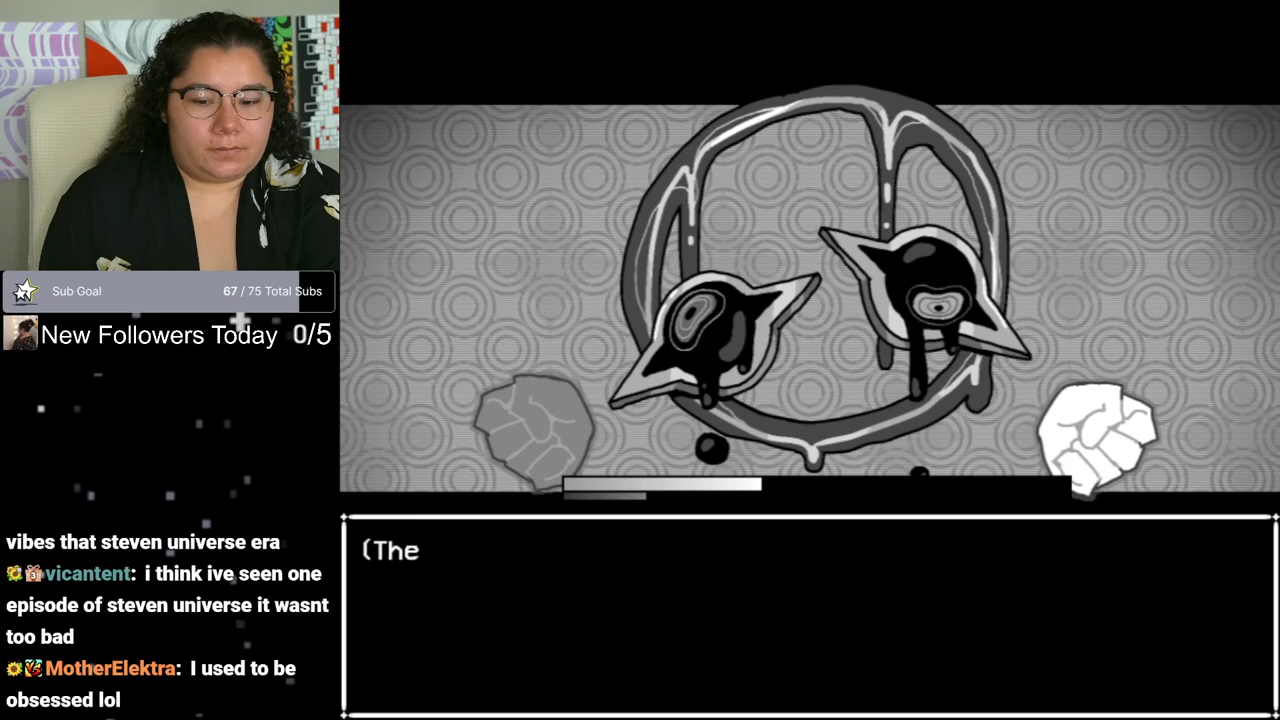 Sub Goal 67 / 75 Total Subs
New Followers Today 0/5
vibes that steven universe era
vicantent: i think ive seen one
episode of steven universe it wasnt
too bad
MotherElektra: I used to be
obsessed lol
(The